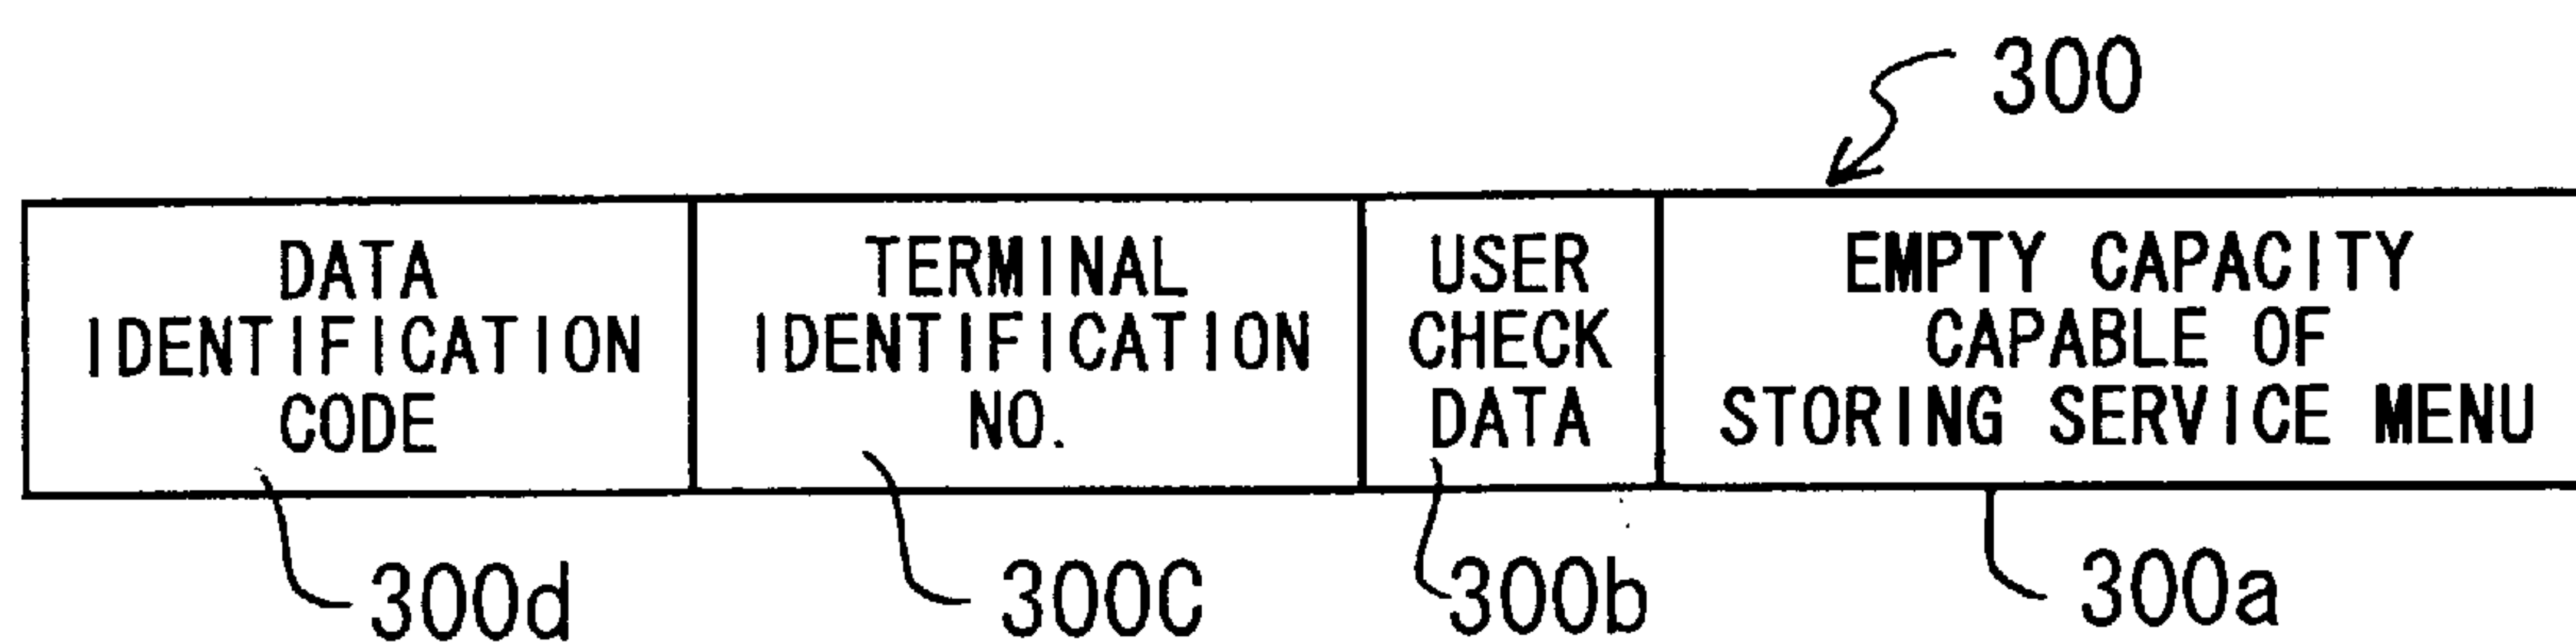 300
DATA
IDENTIFICATION
CODE
TERMINAL
IDENTIFICATION
NO.
USER
CHECK
DATA
EMPTY CAPACITY
CAPABLE OF
STORING SERVICE MENU
300d
300C
300b
300a